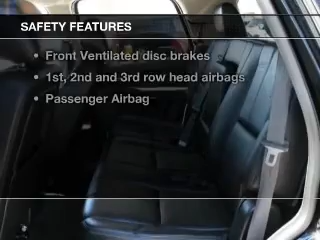 SAFETY FEATURES
• Front Ventilated disc brakes
• 1st, 2nd and 3rd row head airbags
• Passenger Airbag